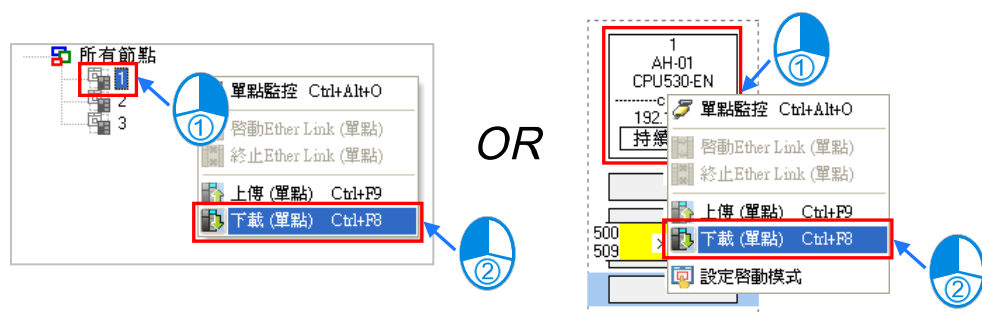 所有節點
1
2
3
①
單點監控 Ctrl+Alt+O
啓動Ether Link (單點)
終止Ether Link (單點)
上傳 (單點) Ctrl+F9
下載 (單點) Ctrl+F8
②
OR
1
AH-01
CPU530-EN
192.
持續
①
單點監控 Ctrl+Alt+O
啓動Ether Link (單點)
終止Ether Link (單點)
上傳 (單點) Ctrl+F9
500
下載 (單點) Ctrl+F8
509
設定啓動模式
②